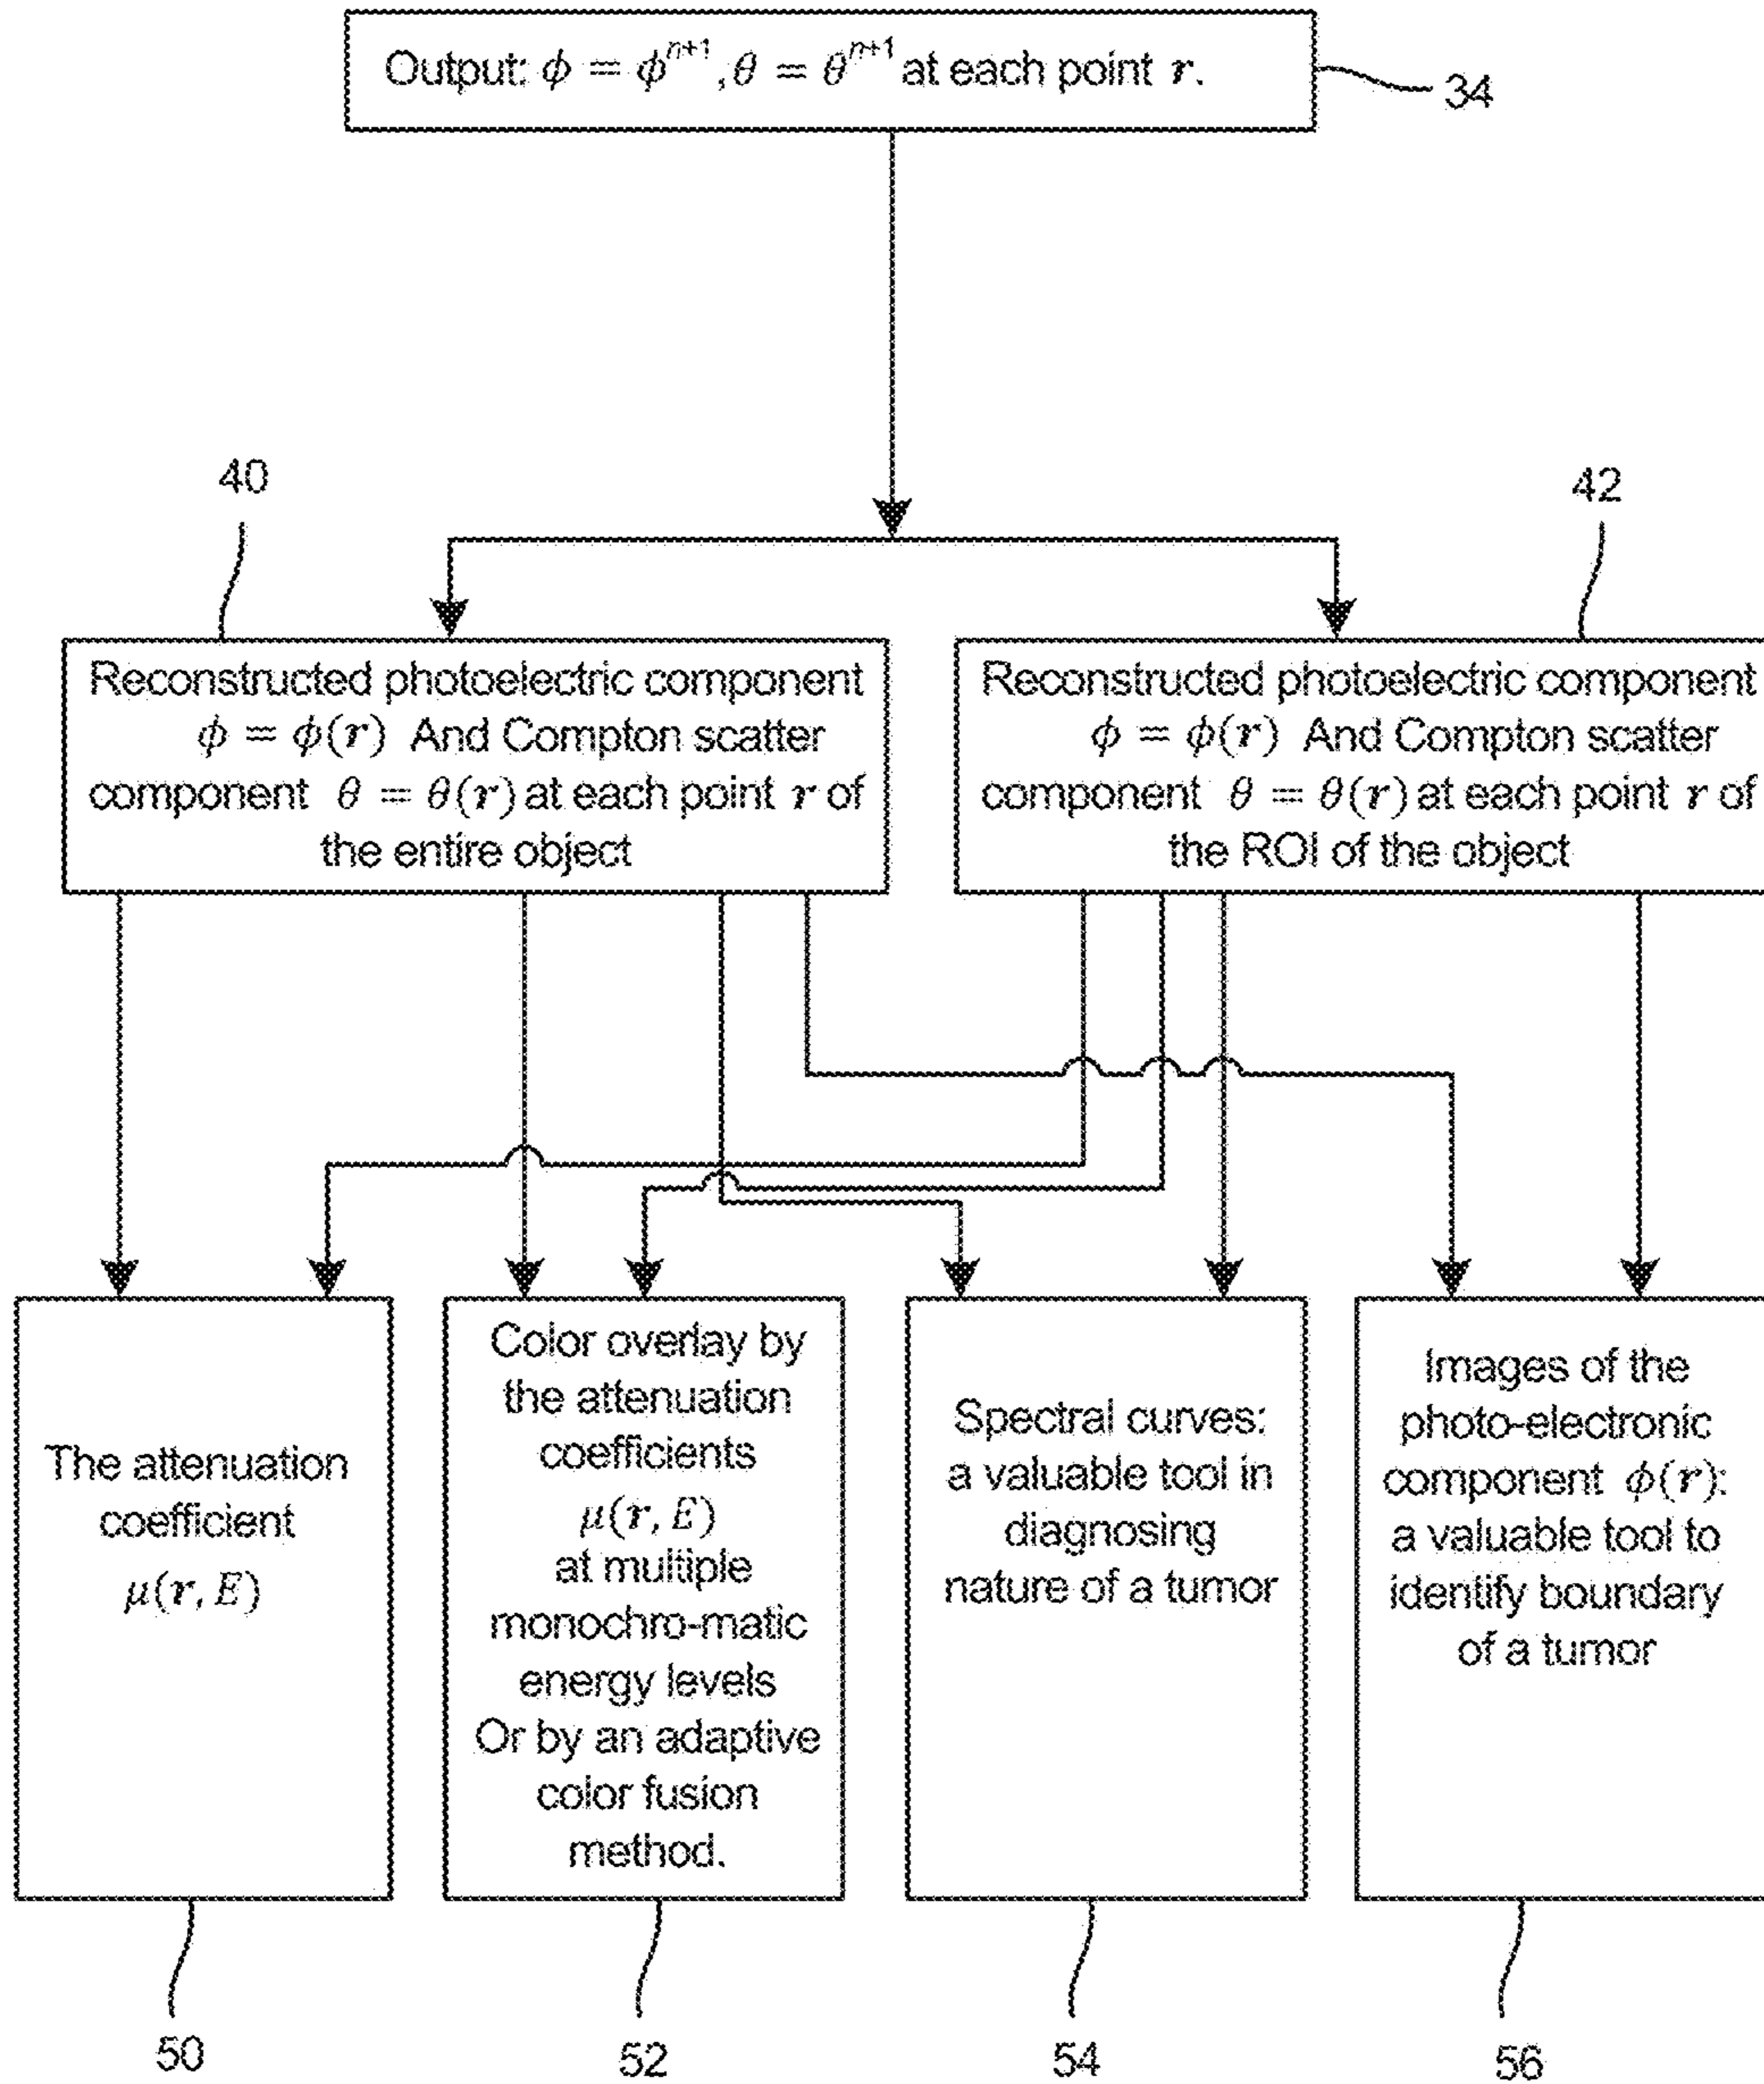 Output: ϕ = ϕⁿ⁺¹, θ = θⁿ⁺¹ at each point r.
34
40
42
Reconstructed photoelectric component
ϕ = ϕ(r) And Compton scatter
component θ = θ(r) at each point r of
the entire object
Reconstructed photoelectric component
ϕ = ϕ(r) And Compton scatter
component θ = θ(r) at each point r of
the ROI of the object
The attenuation
coefficient
μ(r, E)
Color overlay by
the attenuation
coefficients
μ(r, E)
at multiple
monochro-matic
energy levels
Or by an adaptive
color fusion
method.
Spectral curves:
a valuable tool in
diagnosing
nature of a tumor
Images of the
photo-electronic
component ϕ(r):
a valuable tool to
identify boundary
of a tumor
50
52
54
56